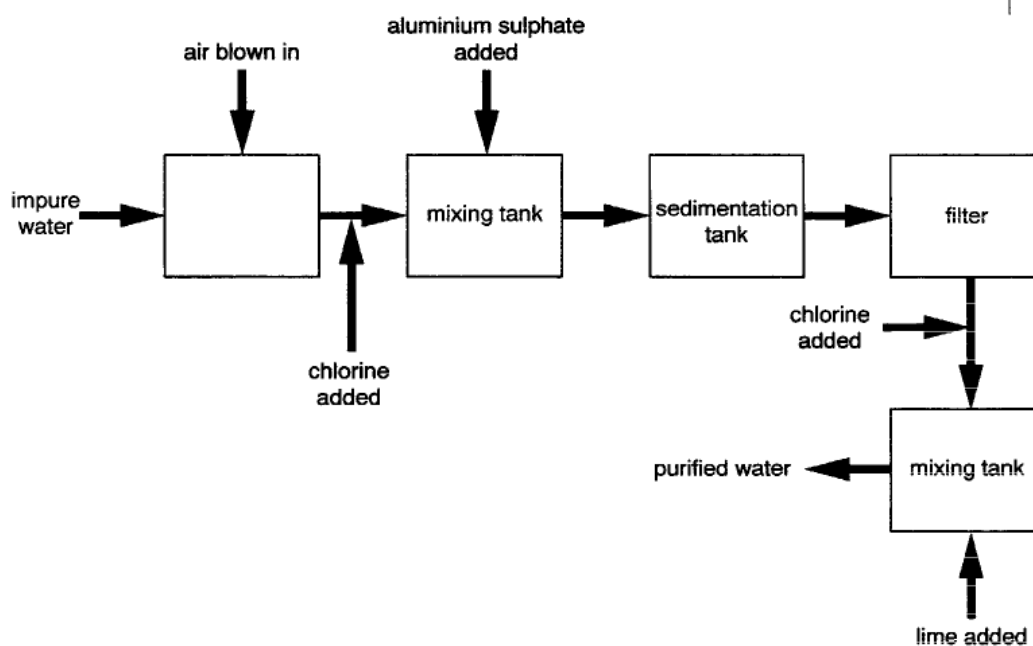 air blown in
aluminium sulphate
added
impure
water
mixing tank
sedimentation
tank
filter
chlorine
added
chlorine
added
purified water
mixing tank
lime added